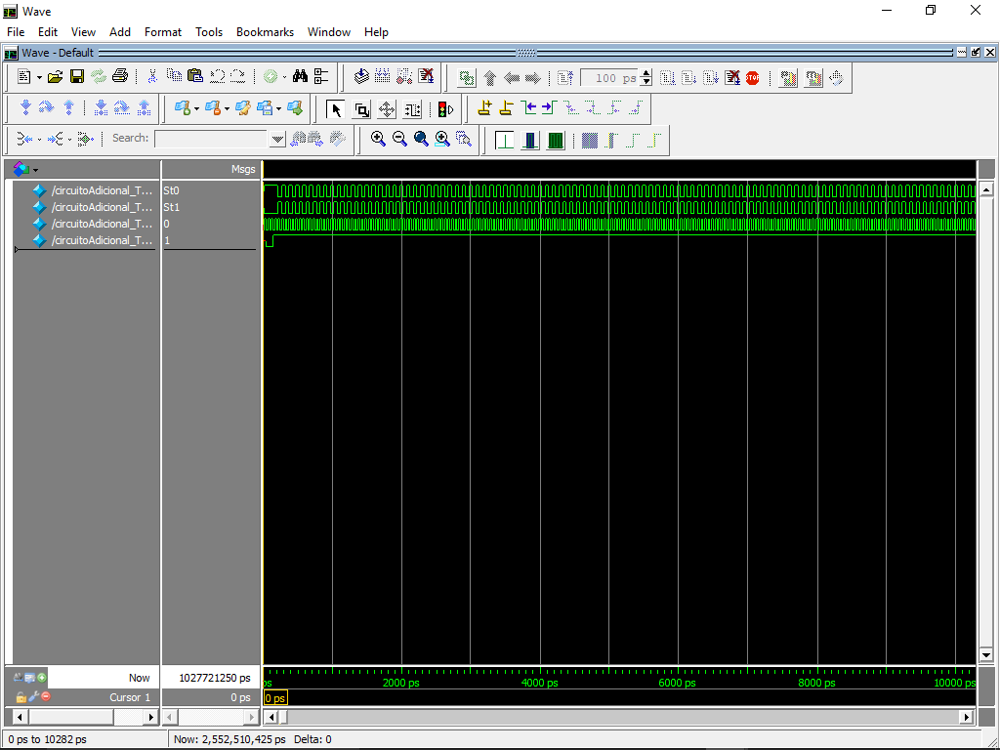 Wave
File Edit View Add Format Tools Bookmarks Window Help
Wave - Default
100 ps
STOP
Search:
Msgs
/circuitoAdicional_T... St0
/circuitoAdicional_T... St1
/circuitoAdicional_T... 0
/circuitoAdicional_T... 1
Now 1027721250 ps
ps 2000 ps 4000 ps 6000 ps 8000 ps 10000 ps
Cursor 1 0 ps
0 ps
0 ps to 10282 ps Now: 2,552,510,425 ps Delta: 0